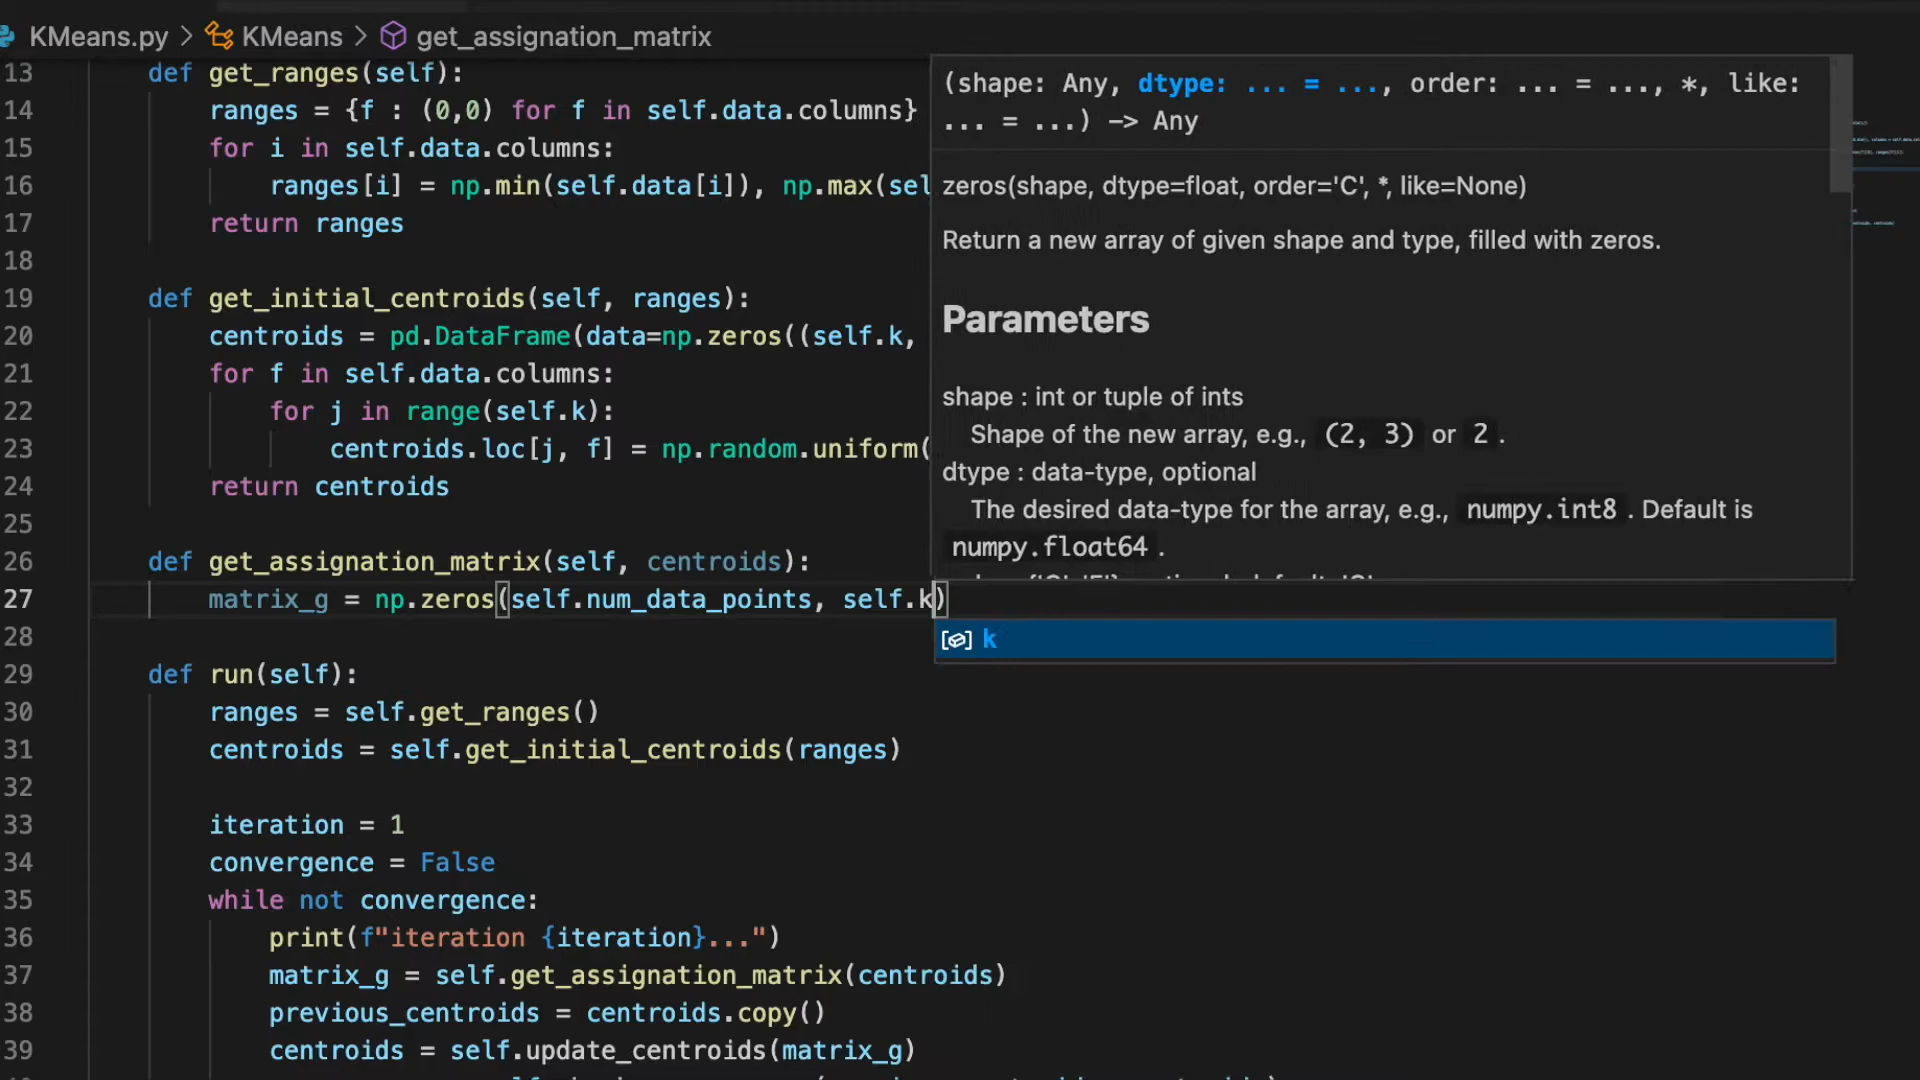 KMeans.py > KMeans > get_assignation_matrix
13 def get_ranges(self):
14 ranges = {f : (0,0) for f in self.data.columns}
15 for i in self.data.columns:
16 ranges[i] = np.min(self.data[i]), np.max(sel
17 return ranges
18
19 def get_initial_centroids(self, ranges):
20 centroids = pd.DataFrame(data=np.zeros((self.k,
21 for f in self.data.columns:
22 for j in range(self.k):
23 centroids.loc[j, f] = np.random.uniform(
24 return centroids
25
26 def get_assignation_matrix(self, centroids):
27 matrix_g = np.zeros(self.num_data_points, self.k)
28
29 def run(self):
30 ranges = self.get_ranges()
31 centroids = self.get_initial_centroids(ranges)
32
33 iteration = 1
34 convergence = False
35 while not convergence:
36 print(f"iteration {iteration}...")
37 matrix_g = self.get_assignation_matrix(centroids)
38 previous_centroids = centroids.copy()
39 centroids = self.update_centroids(matrix_g)
(shape: Any, dtype: ... = ..., order: ... = ..., *, like:
... = ...) -> Any
zeros(shape, dtype=float, order='C', *, like=None)
Return a new array of given shape and type, filled with zeros.
Parameters
shape : int or tuple of ints
Shape of the new array, e.g., (2, 3) or 2 .
dtype : data-type, optional
The desired data-type for the array, e.g., numpy.int8 . Default is
numpy.float64 .
k